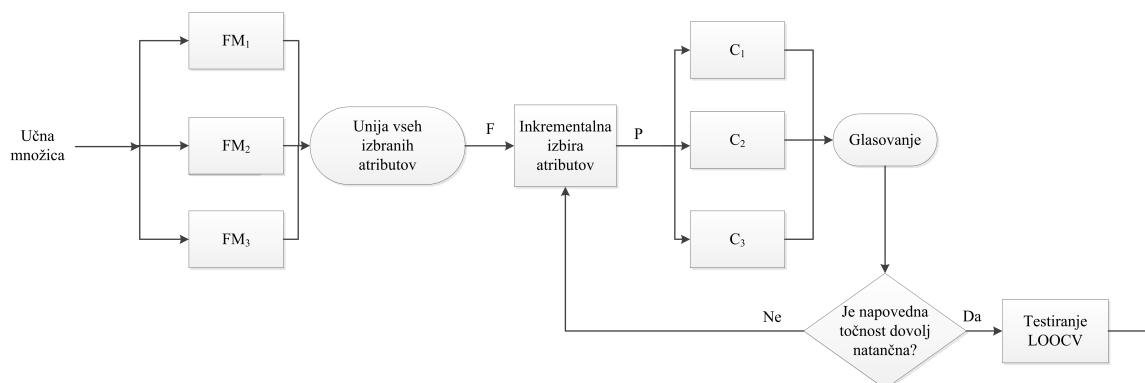 Učna
množica
FM₁
FM₂
FM₃
Unija vseh
izbranih
atributov
F
Inkrementalna
izbira
atributov
P
C₁
C₂
C₃
Glasovanje
Je napovedna
točnost dovolj
natančna?
Ne
Da
Testiranje
LOOCV